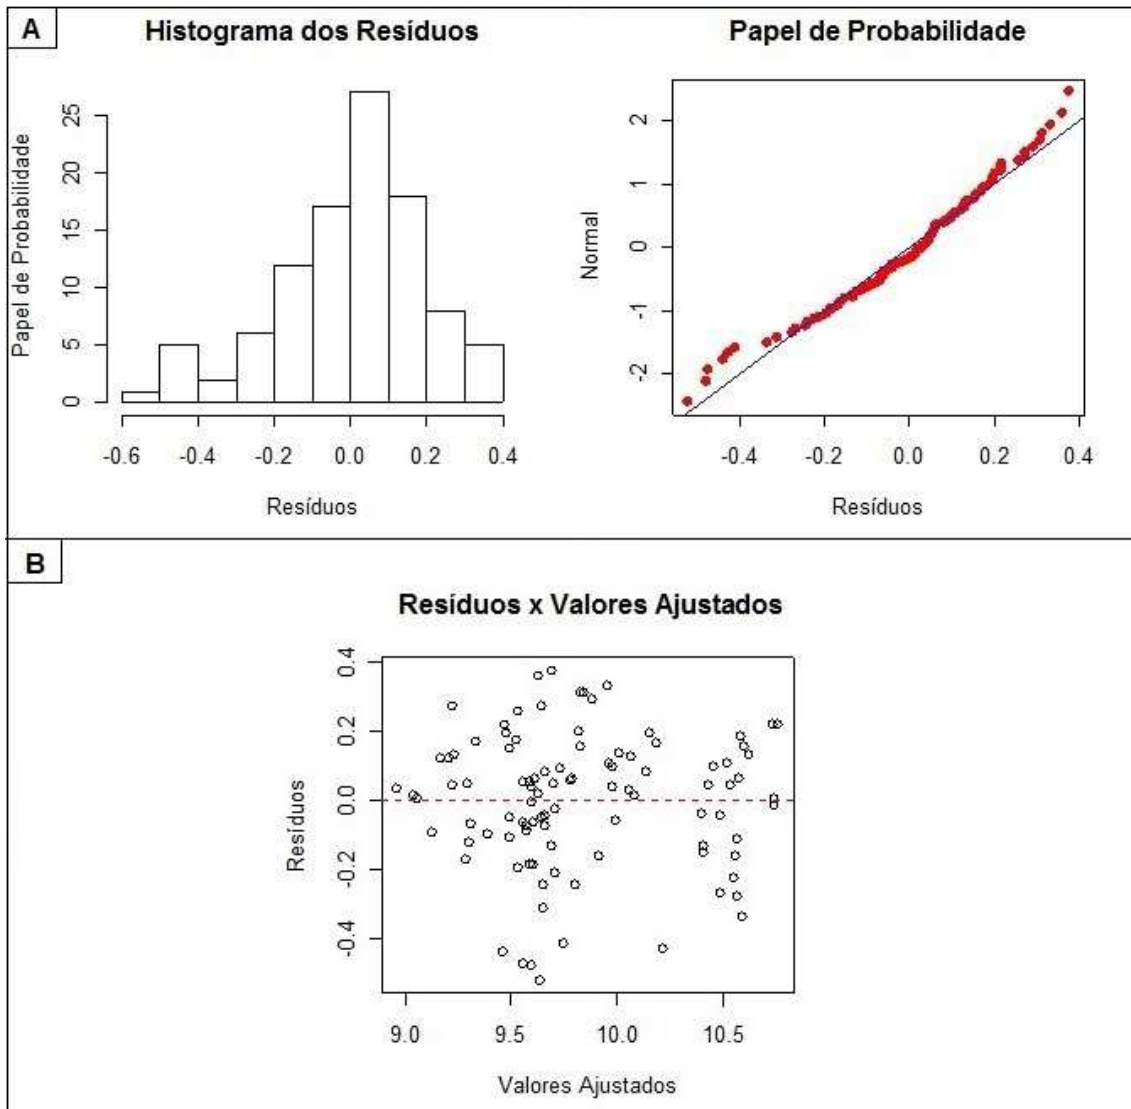 A
Histograma dos Resíduos
Papel de Probabilidade
Papel de Probabilidade
0 5 10 15 20 25
-0.6 -0.4 -0.2 0.0 0.2 0.4
Resíduos
Normal
-2 -1 0 1 2
-0.4 -0.2 0.0 0.2 0.4
Resíduos
B
Resíduos x Valores Ajustados
Resíduos
-0.4 -0.2 0.0 0.2 0.4
9.0 9.5 10.0 10.5
Valores Ajustados